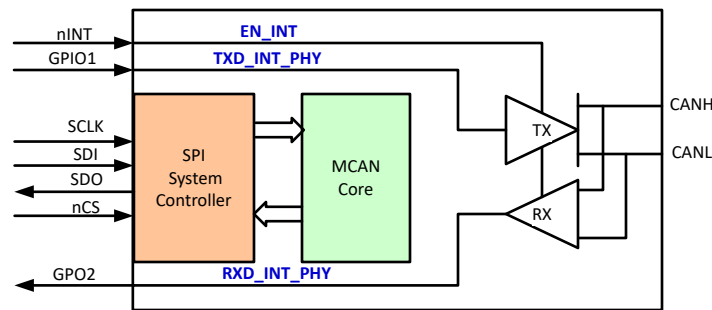 nINT
EN_INT
GPIO1
TXD_INT_PHY
CANH
SCLK
TX
SDI
SPI
System
Controller
MCAN
Core
CANL
SDO
nCS
RX
GPO2
RXD_INT_PHY